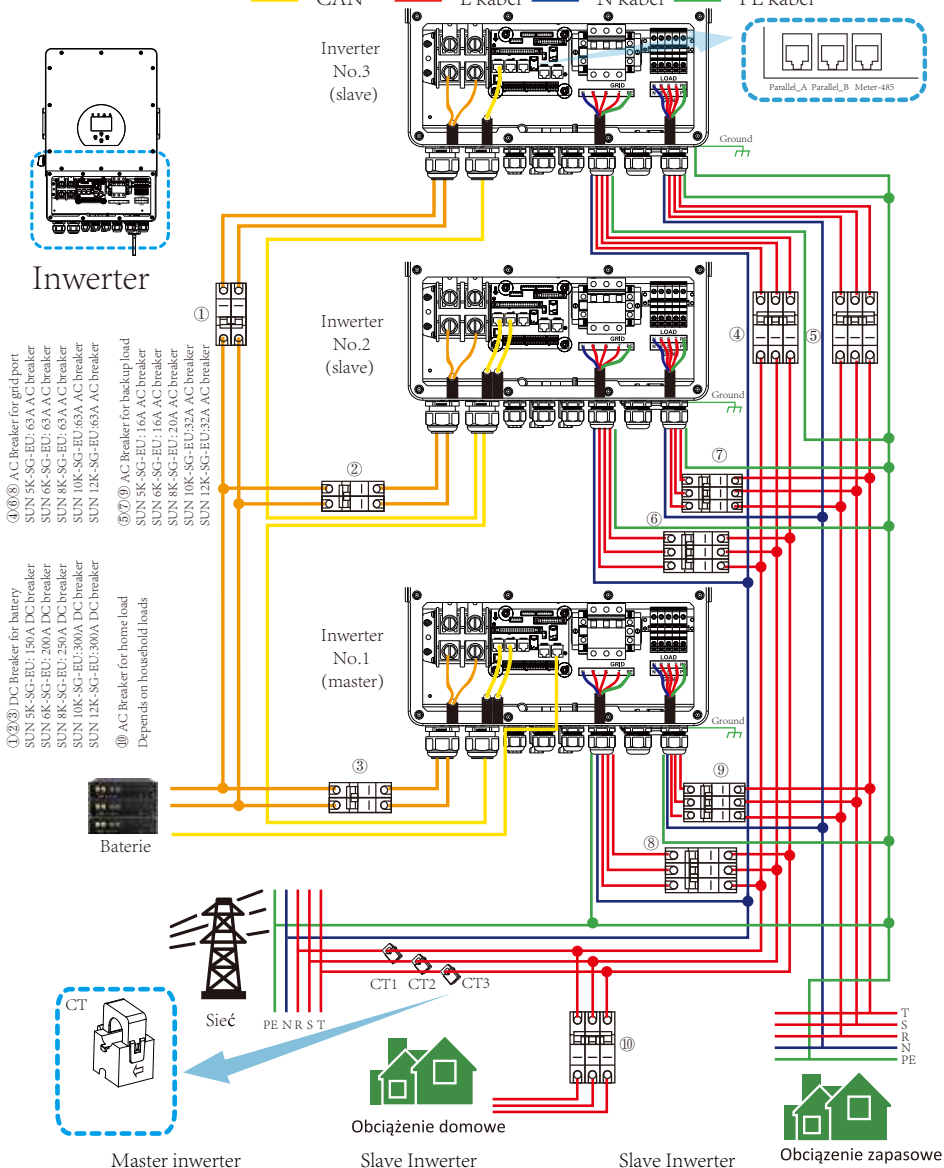 CAN L kabel N kabel PE kabel
Inverter
No.3
(slave)
GRID
LOAD
Parallel_A Parallel_B Meter-485
Ground
Inwerter
①
Inverter
No.2
(slave)
GRID
LOAD
Ground
④
⑤
④⑥⑧ AC Breaker for grid port
SUN 5K-SG-EU: 63A AC breaker
SUN 6K-SG-EU: 63A AC breaker
SUN 8K-SG-EU: 63A AC breaker
SUN 10K-SG-EU:63A AC breaker
SUN 12K-SG-EU:63A AC breaker
⑤⑦⑨ AC Breaker for backup load
SUN 5K-SG-EU: 16A AC breaker
SUN 6K-SG-EU: 16A AC breaker
SUN 8K-SG-EU: 20A AC breaker
SUN 10K-SG-EU:32A AC breaker
SUN 12K-SG-EU:32A AC breaker
②
⑦
⑥
①②③ DC Breaker for battery
SUN 5K-SG-EU: 150A DC breaker
SUN 6K-SG-EU: 200A DC breaker
SUN 8K-SG-EU: 250A DC breaker
SUN 10K-SG-EU:300A DC breaker
SUN 12K-SG-EU:300A DC breaker
⑩ AC Breaker for home load
Depends on household loads
Inverter
No.1
(master)
GRID
LOAD
Ground
③
⑨
⑧
Baterie
CT
Sieć
PE N R S T
CT1 CT2 CT3
⑩
T
S
R
N
PE
Obciążenie domowe
Obciązenie zapasowe
Master inwerter Slave Inwerter Slave Inwerter